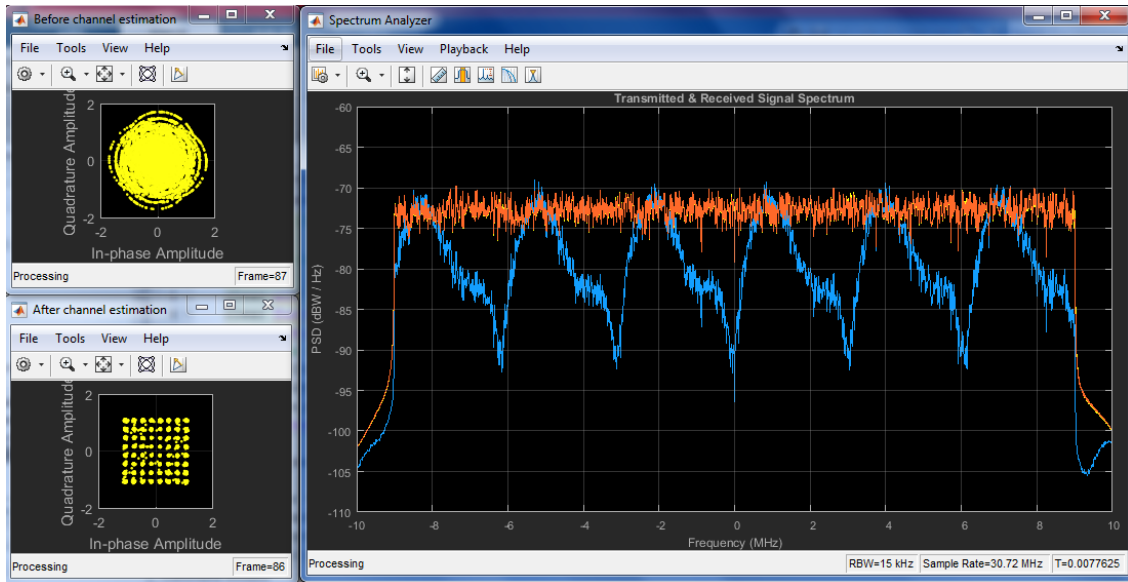 Before channel estimation
File Tools View Help
Quadrature Amplitude
2
0
-2
-2 0 2
In-phase Amplitude
Processing Frame=87
After channel estimation
File Tools View Help
Quadrature Amplitude
2
0
-2
-2 0 2
In-phase Amplitude
Processing Frame=86
Spectrum Analyzer
File Tools View Playback Help
Transmitted & Received Signal Spectrum
PSD (dBW / Hz)
-60
-65
-70
-75
-80
-85
-90
-95
-100
-105
-110
-10 -8 -6 -4 -2 0 2 4 6 8 10
Frequency (MHz)
Processing RBW=15 kHz Sample Rate=30.72 MHz T=0.0077625